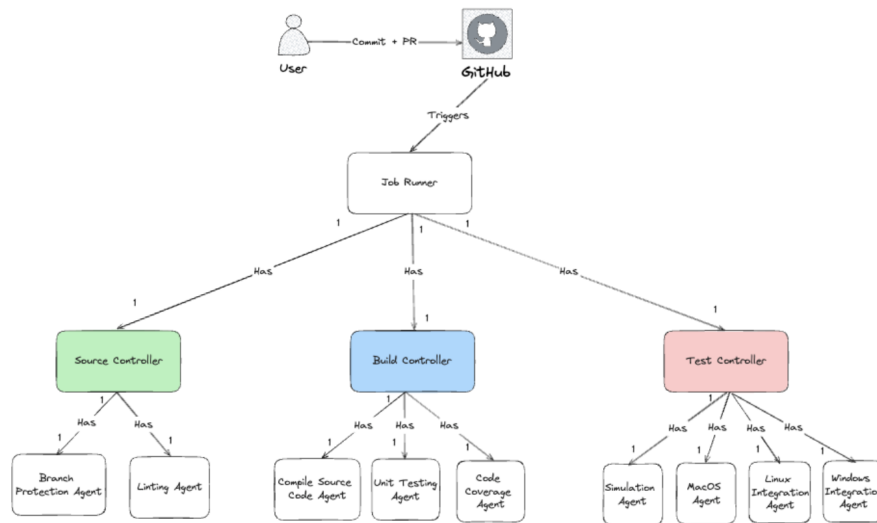 Commit + PR
User
GitHub
Triggers
Job Runner
1
1
1
Has
Has
Has
1
1
1
Source Controller
Build Controller
Test Controller
1
1
1
Has
Has
Has
Has
Has
Has
Has
Has
Has
1
1
1
1
1
1
1
1
1
Branch
Protection Agent
Linting Agent
Compile Source
Code Agent
Unit Testing
Agent
Code
Coverage
Agent
Simulation
Agent
MacOS
Agent
Linux
Integration
Agent
Windows
Integration
Agent